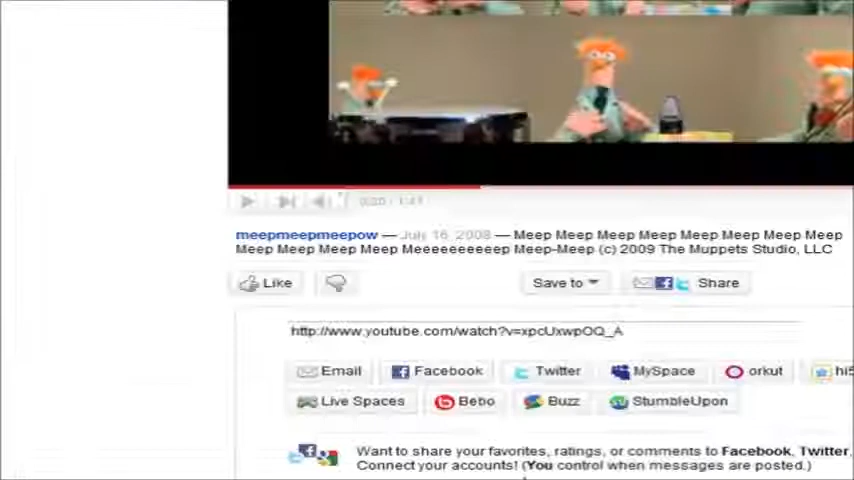 0:20 / 1:47
meepmeepmeepow — July 16, 2008 — Meep Meep Meep Meep Meep Meep Meep Meep
Meep Meep Meep Meep Meeeeeeeeeep Meep-Meep (c) 2009 The Muppets Studio, LLC
Like
Save to
Share
http://www.youtube.com/watch?v=xpcUxwpOQ_A
Email Facebook Twitter MySpace orkut hi5
Live Spaces Bebo Buzz StumbleUpon
Want to share your favorites, ratings, or comments to Facebook, Twitter,
Connect your accounts! (You control when messages are posted.)